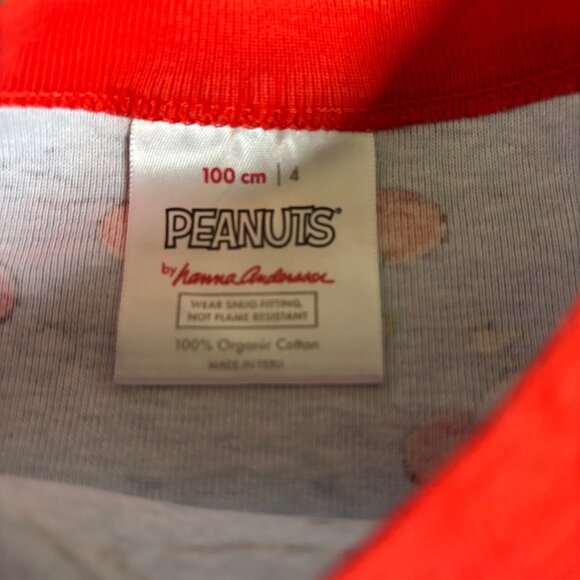 100 cm | 4
PEANUTS®
by hanna Andersson
WEAR SNUG-FITTING,
NOT FLAME RESISTANT
100% Organic Cotton
MADE IN PERU